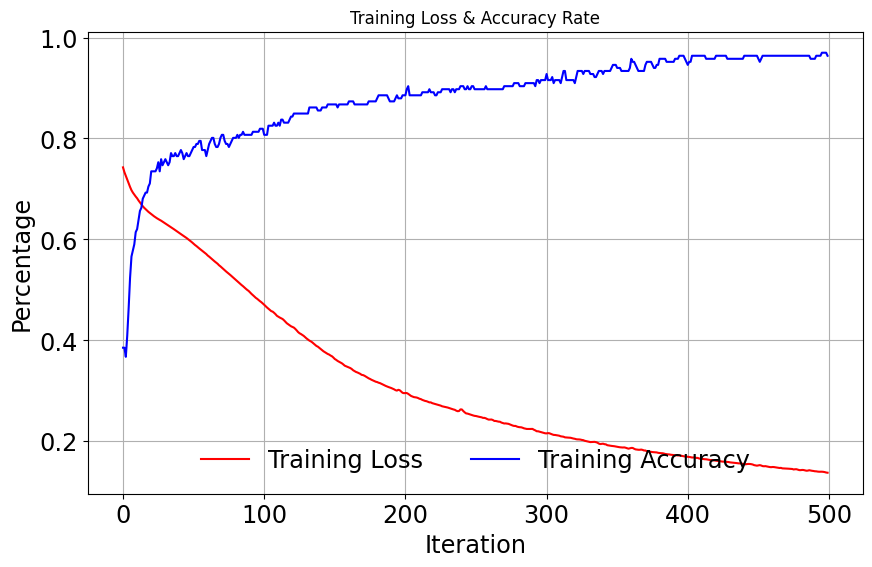 Training Loss & Accuracy Rate
1.0
0.8
0.6
0.4
0.2
Percentage
Training Loss Training Accuracy
0 100 200 300 400 500
Iteration